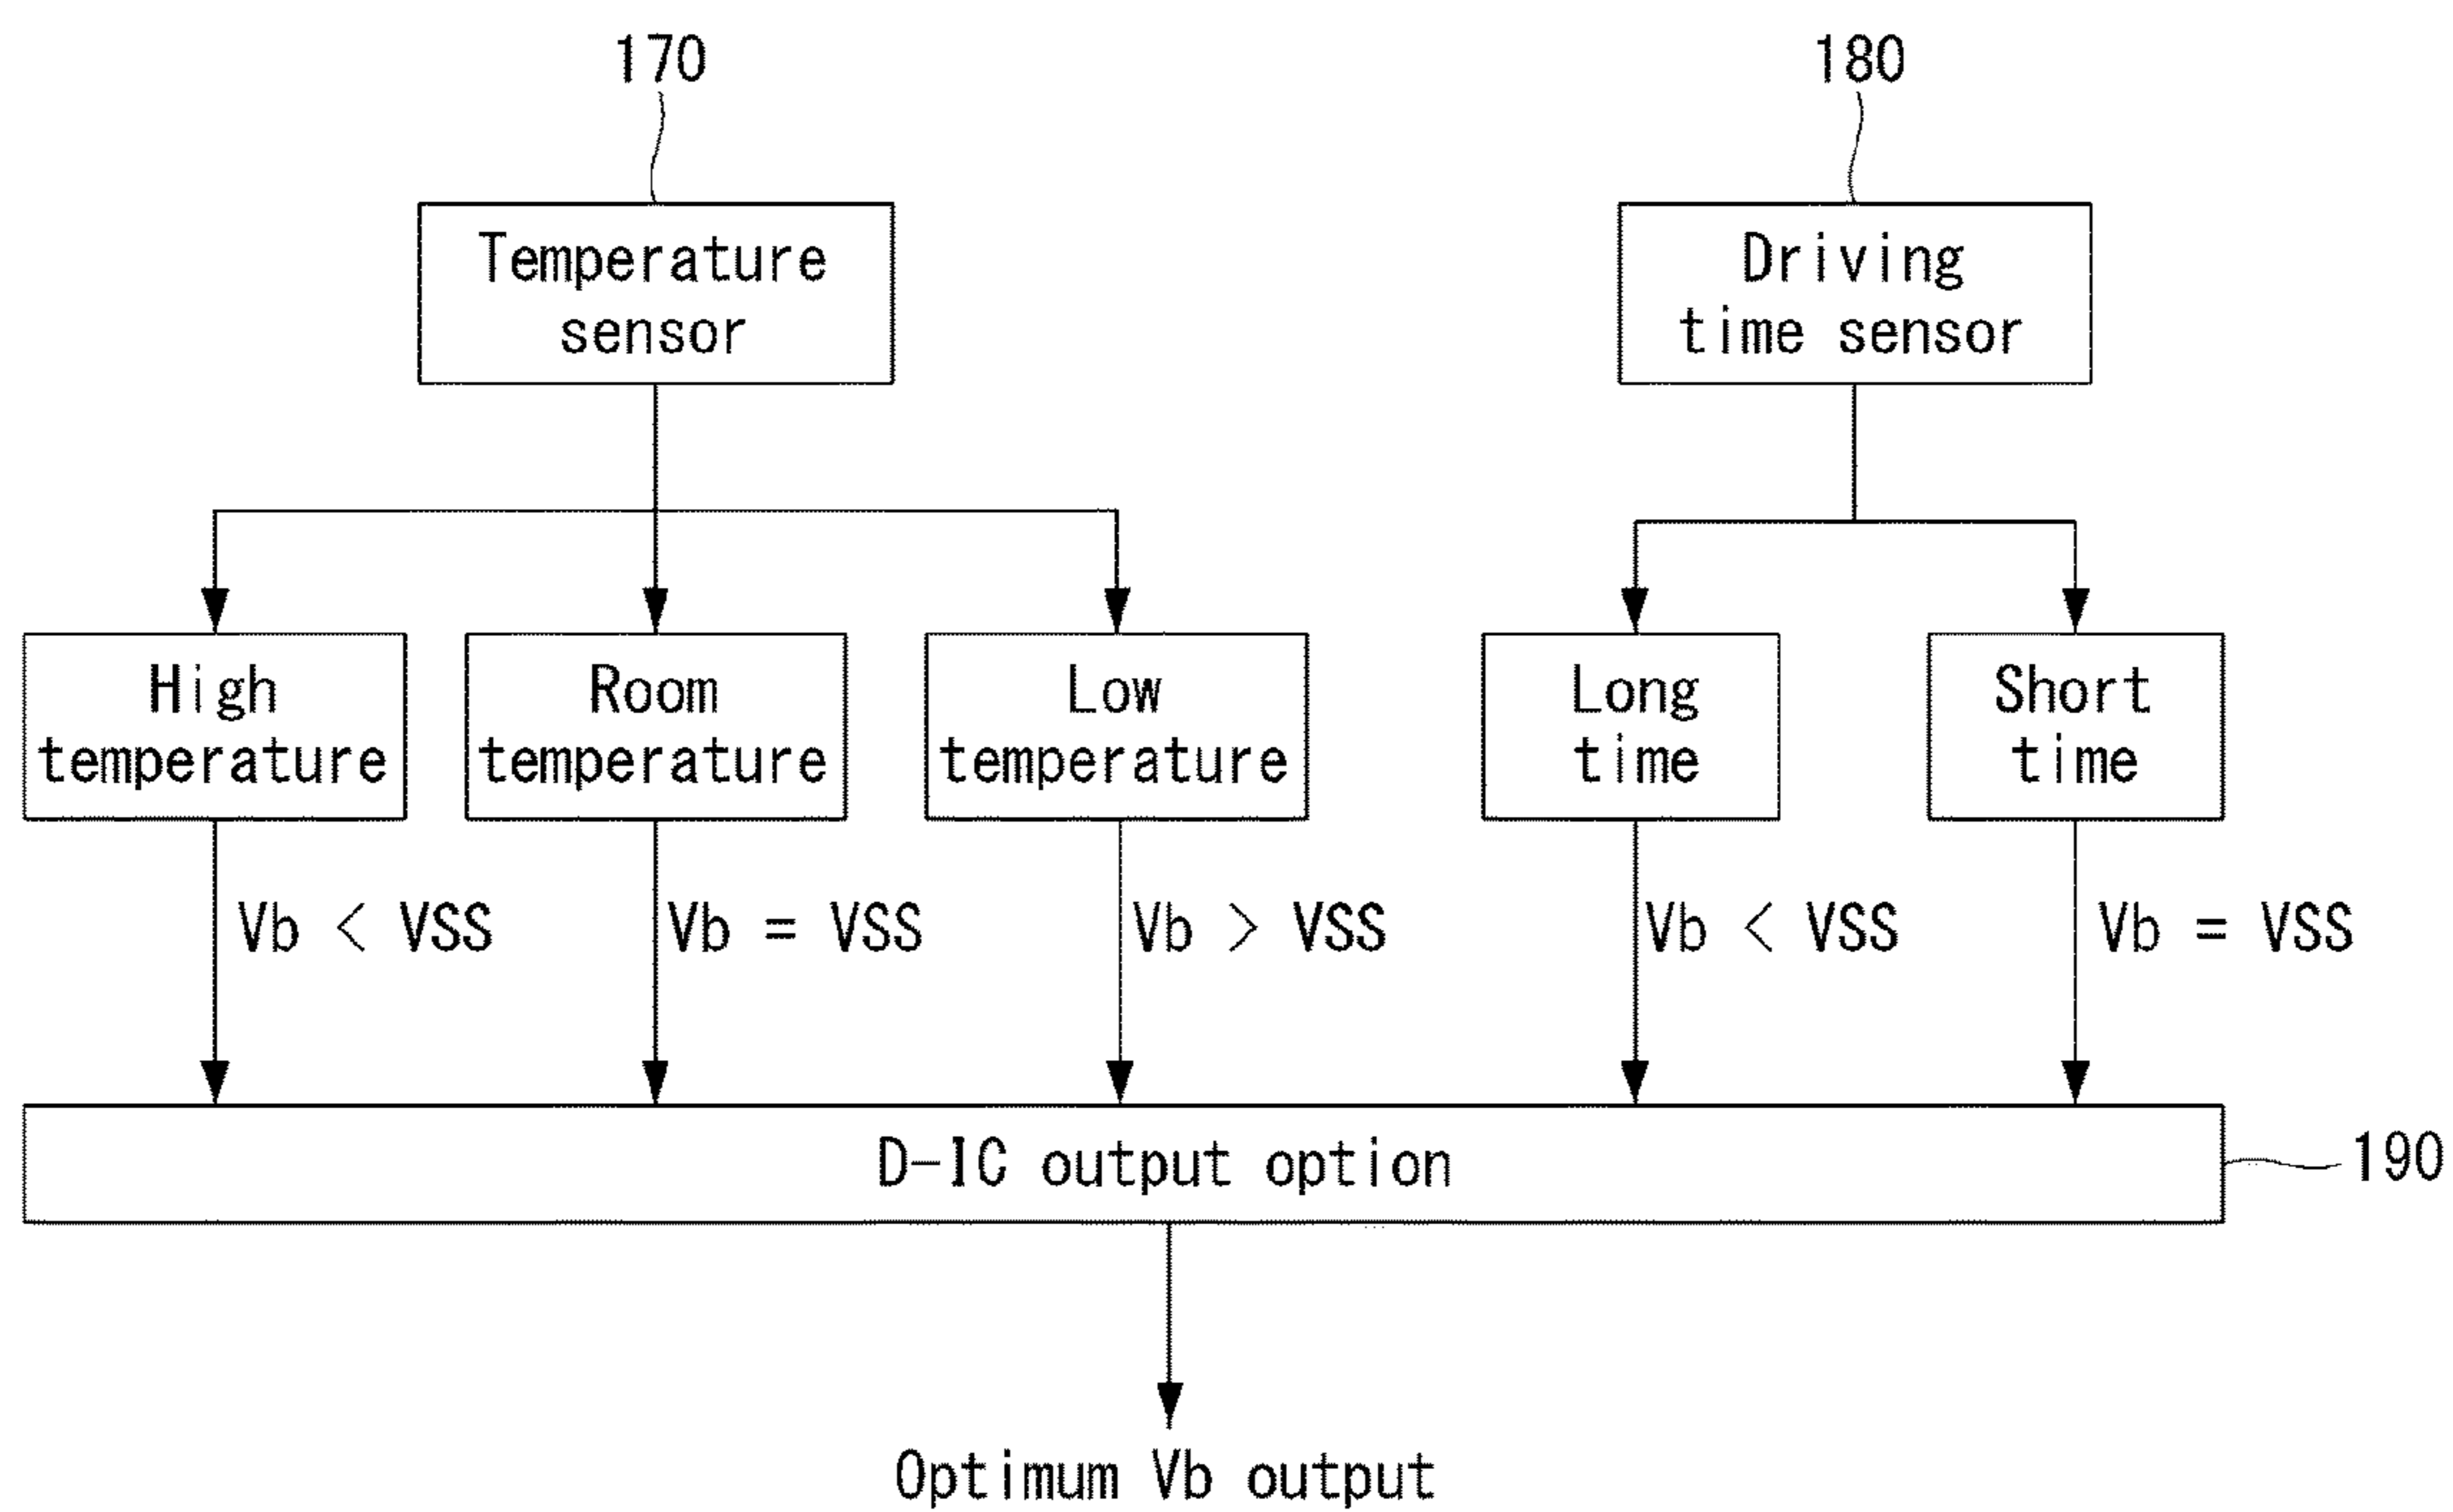 170
180
Temperature
sensor
Driving
time sensor
High
temperature
Room
temperature
Low
temperature
Long
time
Short
time
Vb < VSS
Vb = VSS
Vb > VSS
Vb < VSS
Vb = VSS
D-IC output option
190
Optimum Vb output